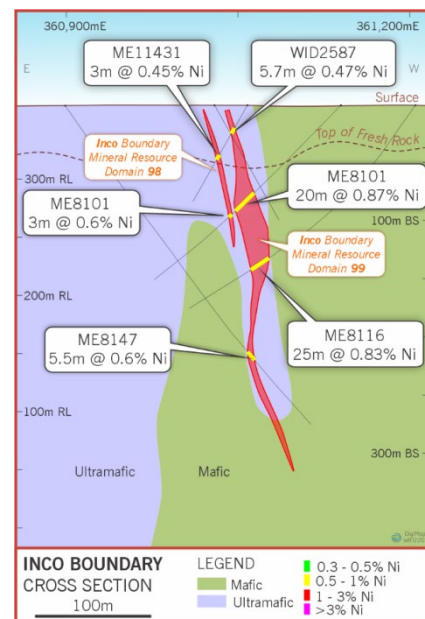 360,900mE
361,200mE
ME11431
3m @ 0.45% Ni
WID2587
5.7m @ 0.47% Ni
E
W
Surface
Top of Fresh Rock
Inco Boundary
Mineral Resource
Domain 98
300m RL
ME8101
20m @ 0.87% Ni
ME8101
3m @ 0.6% Ni
100m BS
Inco Boundary
Mineral Resource
Domain 99
200m RL
ME8147
5.5m @ 0.6% Ni
ME8116
25m @ 0.83% Ni
100m RL
300m BS
Ultramafic
Mafic
INCO BOUNDARY
CROSS SECTION
100m
LEGEND
Mafic
Ultramafic
0.3 - 0.5% Ni
0.5 - 1% Ni
1 - 3% Ni
>3% Ni